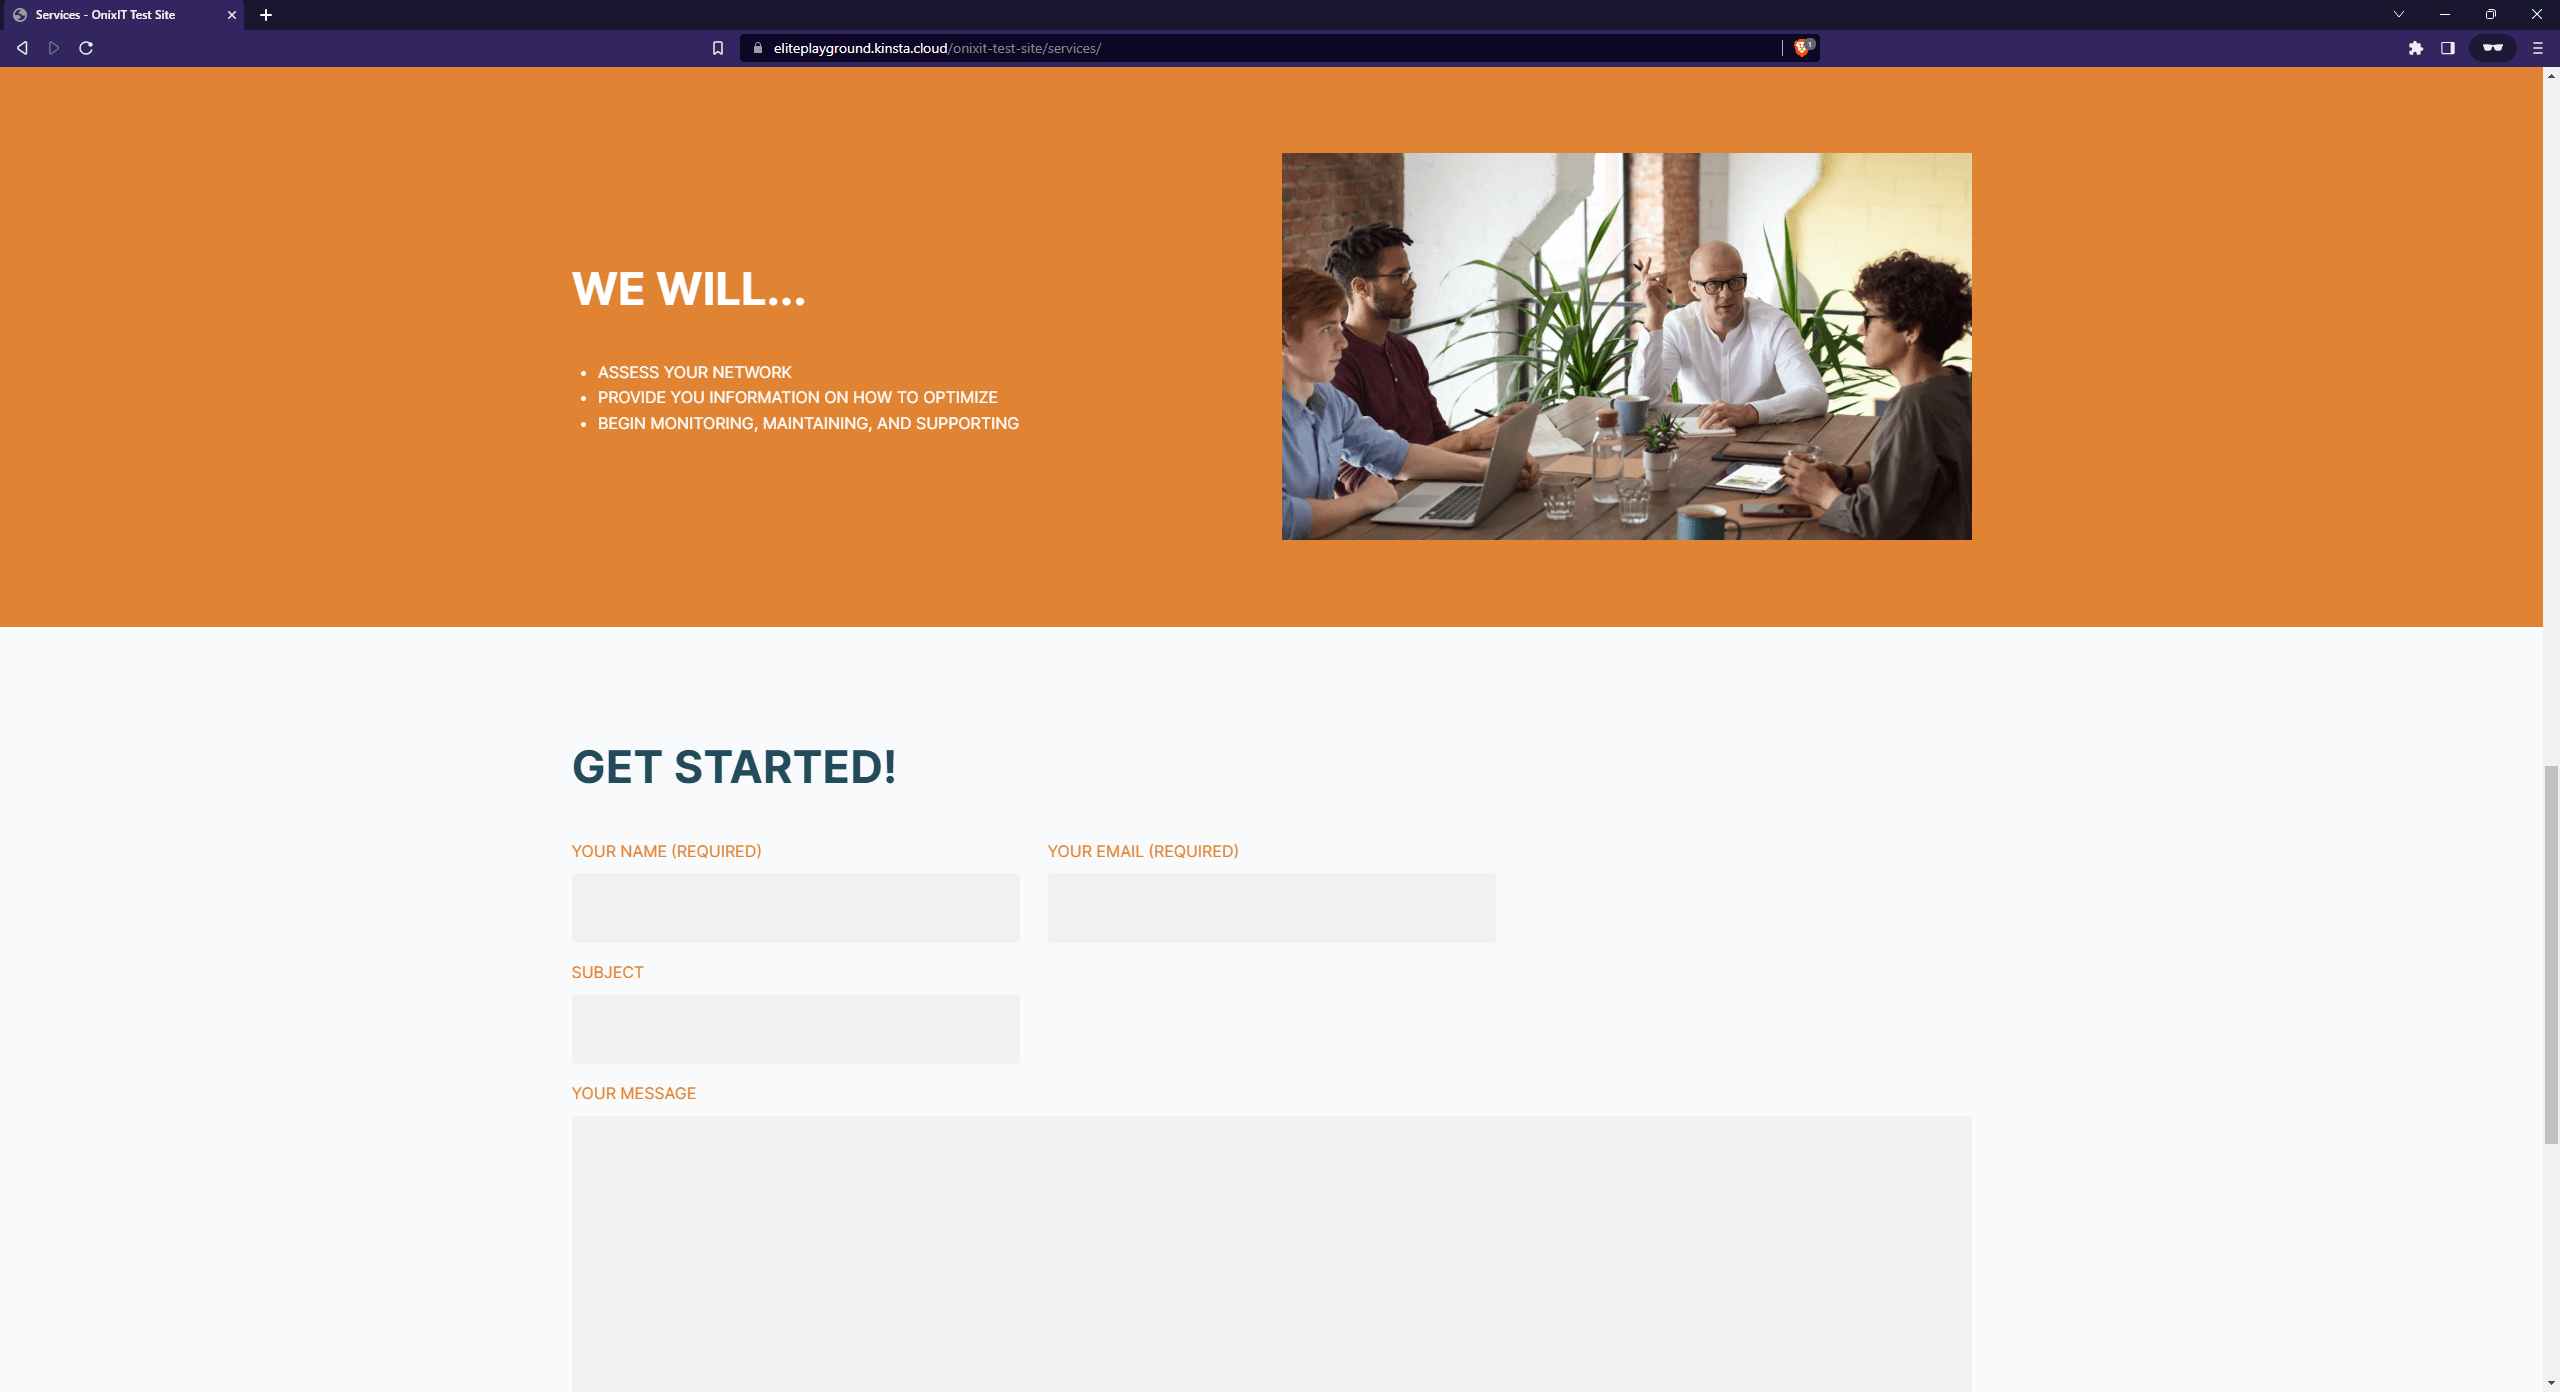 Services - OnixIT Test Site
eliteplayground.kinsta.cloud/onixit-test-site/services/
1
WE WILL...
• ASSESS YOUR NETWORK
• PROVIDE YOU INFORMATION ON HOW TO OPTIMIZE
• BEGIN MONITORING, MAINTAINING, AND SUPPORTING
GET STARTED!
YOUR NAME (REQUIRED)
YOUR EMAIL (REQUIRED)
SUBJECT
YOUR MESSAGE